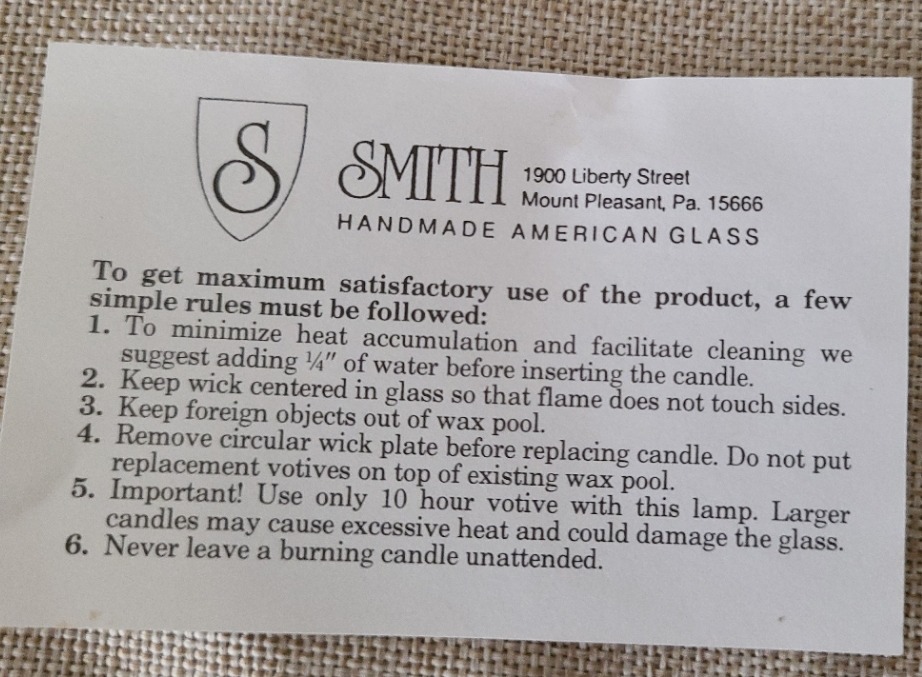 S
SMITH
1900 Liberty Street
Mount Pleasant, Pa. 15666
HANDMADE AMERICAN GLASS
To get maximum satisfactory use of the product, a few
simple rules must be followed:
1. To minimize heat accumulation and facilitate cleaning we
suggest adding ¼" of water before inserting the candle.
2. Keep wick centered in glass so that flame does not touch sides.
3. Keep foreign objects out of wax pool.
4. Remove circular wick plate before replacing candle. Do not put
replacement votives on top of existing wax pool.
5. Important! Use only 10 hour votive with this lamp. Larger
candles may cause excessive heat and could damage the glass.
6. Never leave a burning candle unattended.